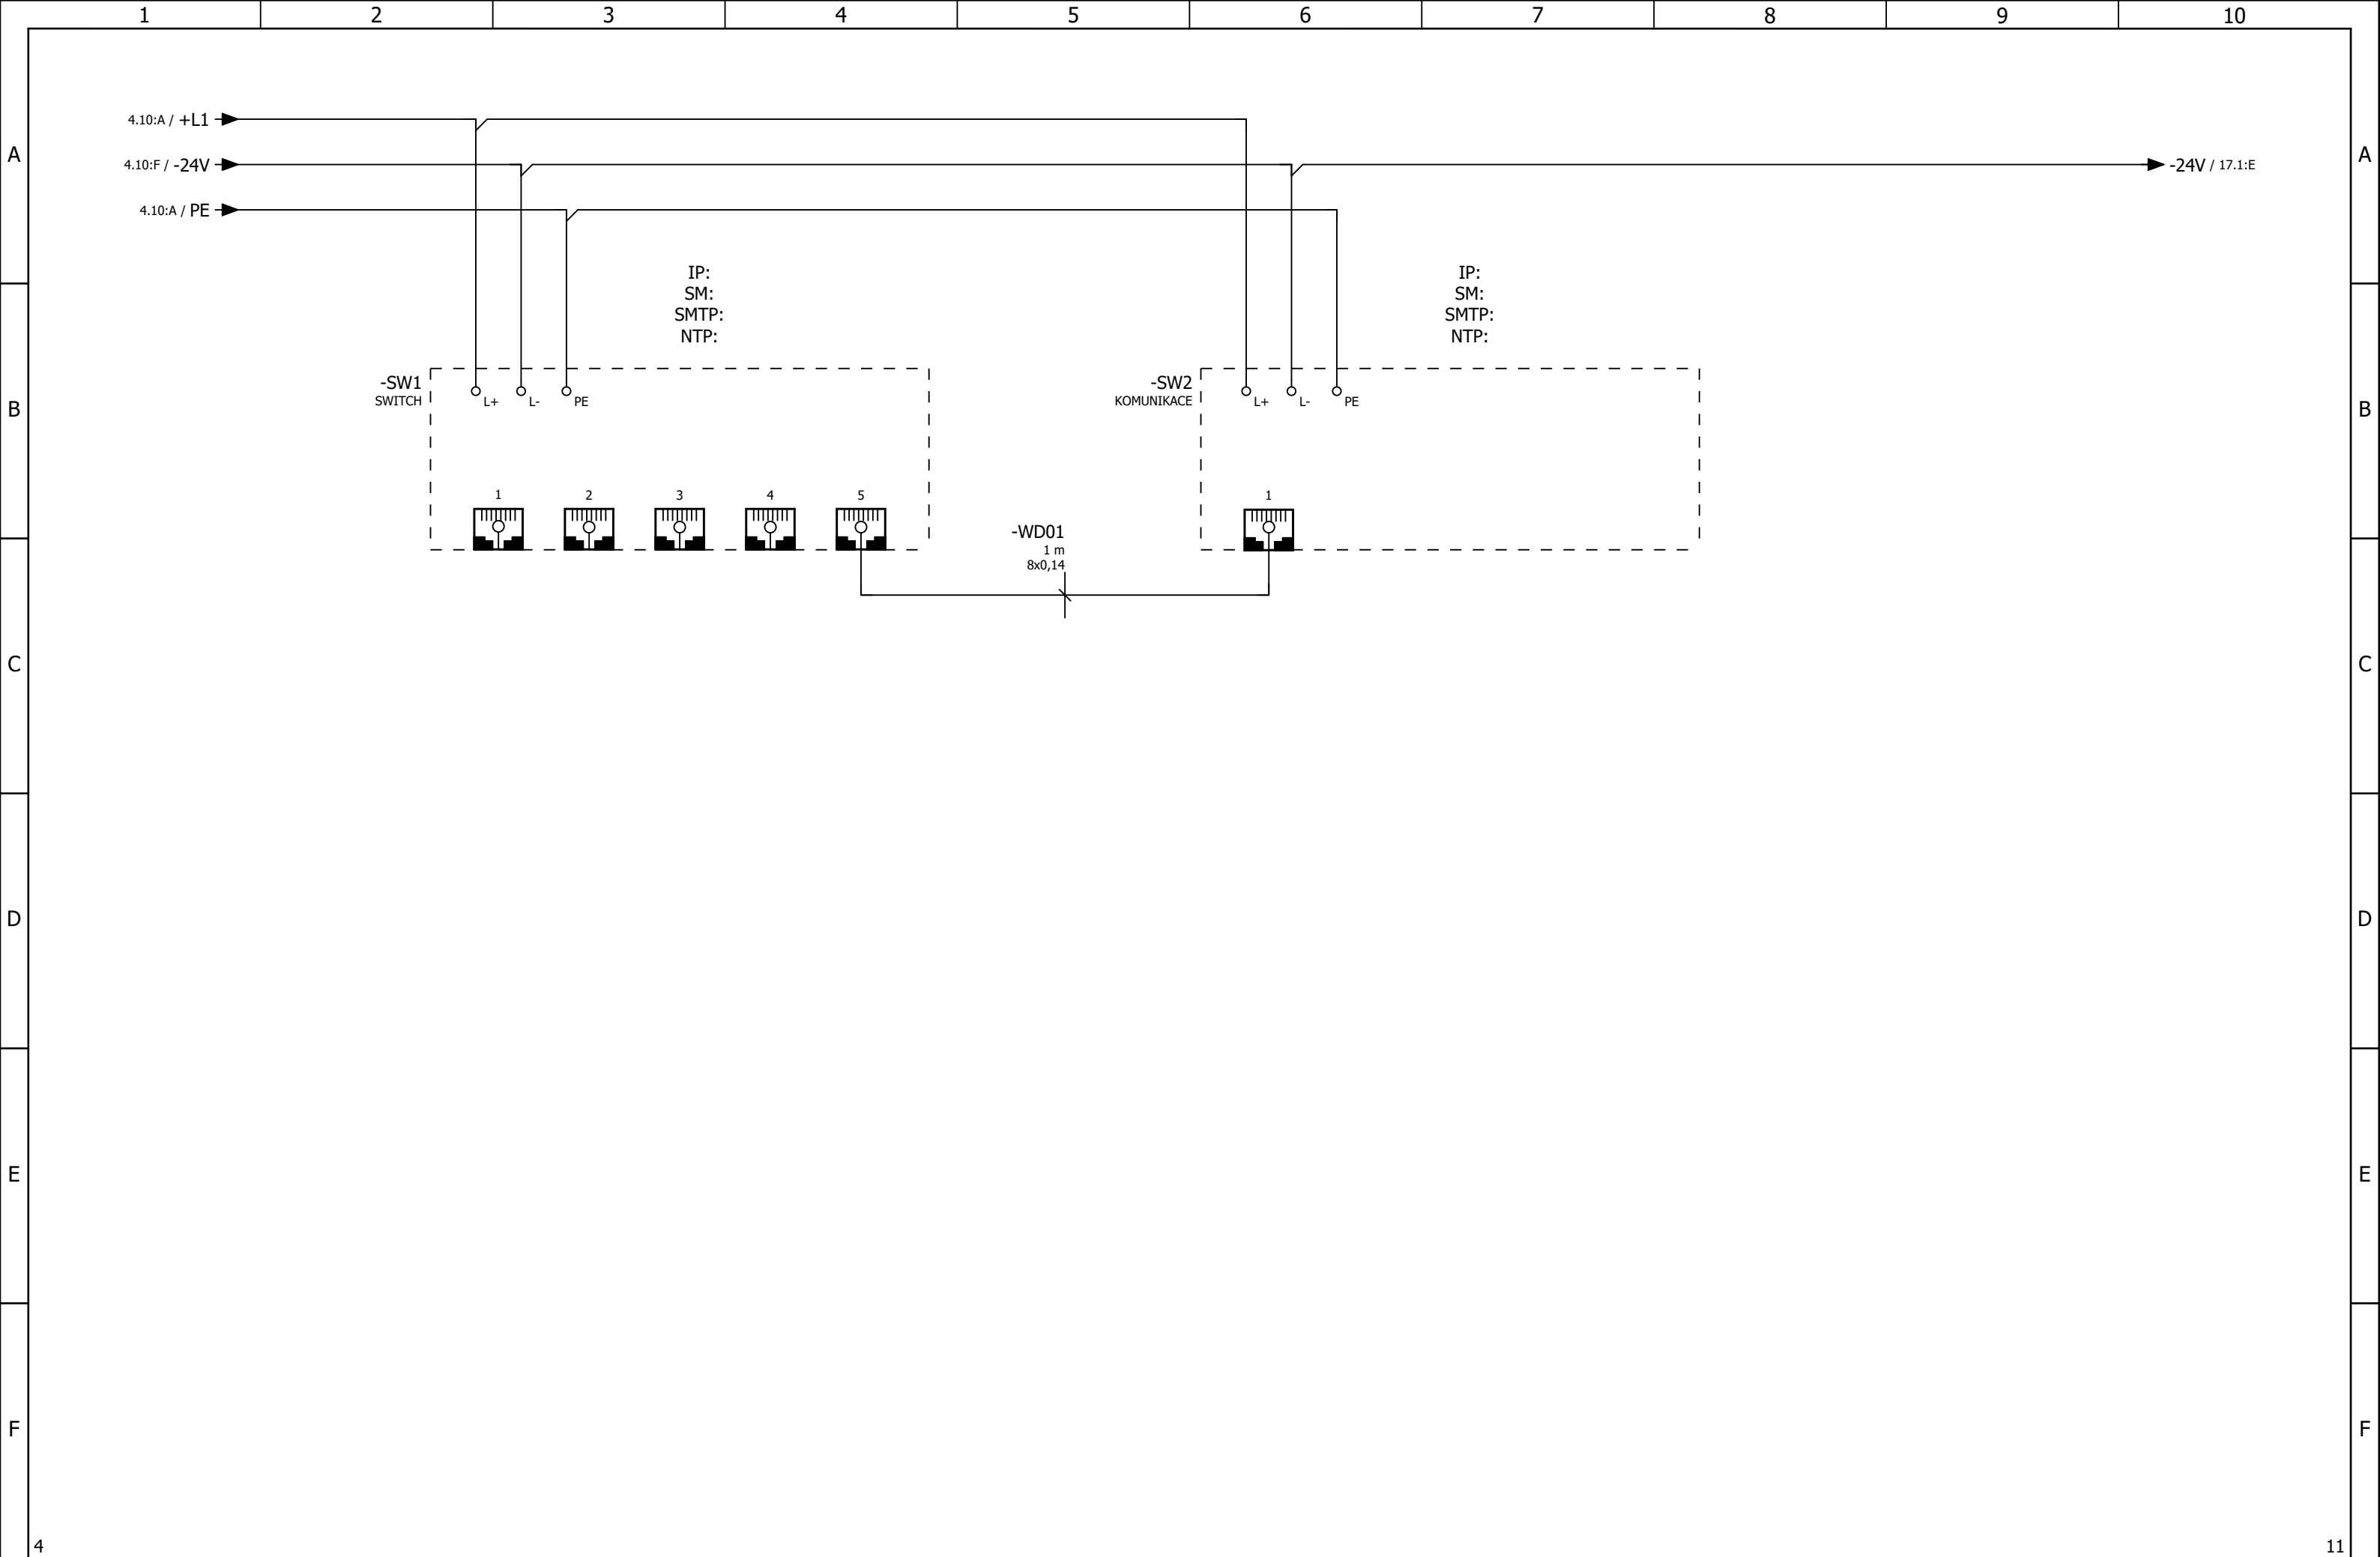 1 2 3 4 5 6 7 8 9 10
4.10:A / +L1
A A
4.10:F / -24V
-24V / 17.1:E
4.10:A / PE
IP:
SM:
SMTP:
NTP:
IP:
SM:
SMTP:
NTP:
-SW1
SWITCH
L+ L- PE
-SW2
KOMUNIKACE
L+ L- PE
B B
1 2 3 4 5
1
-WD01
1 m
8x0,14
C C
D D
E E
F F
4 11